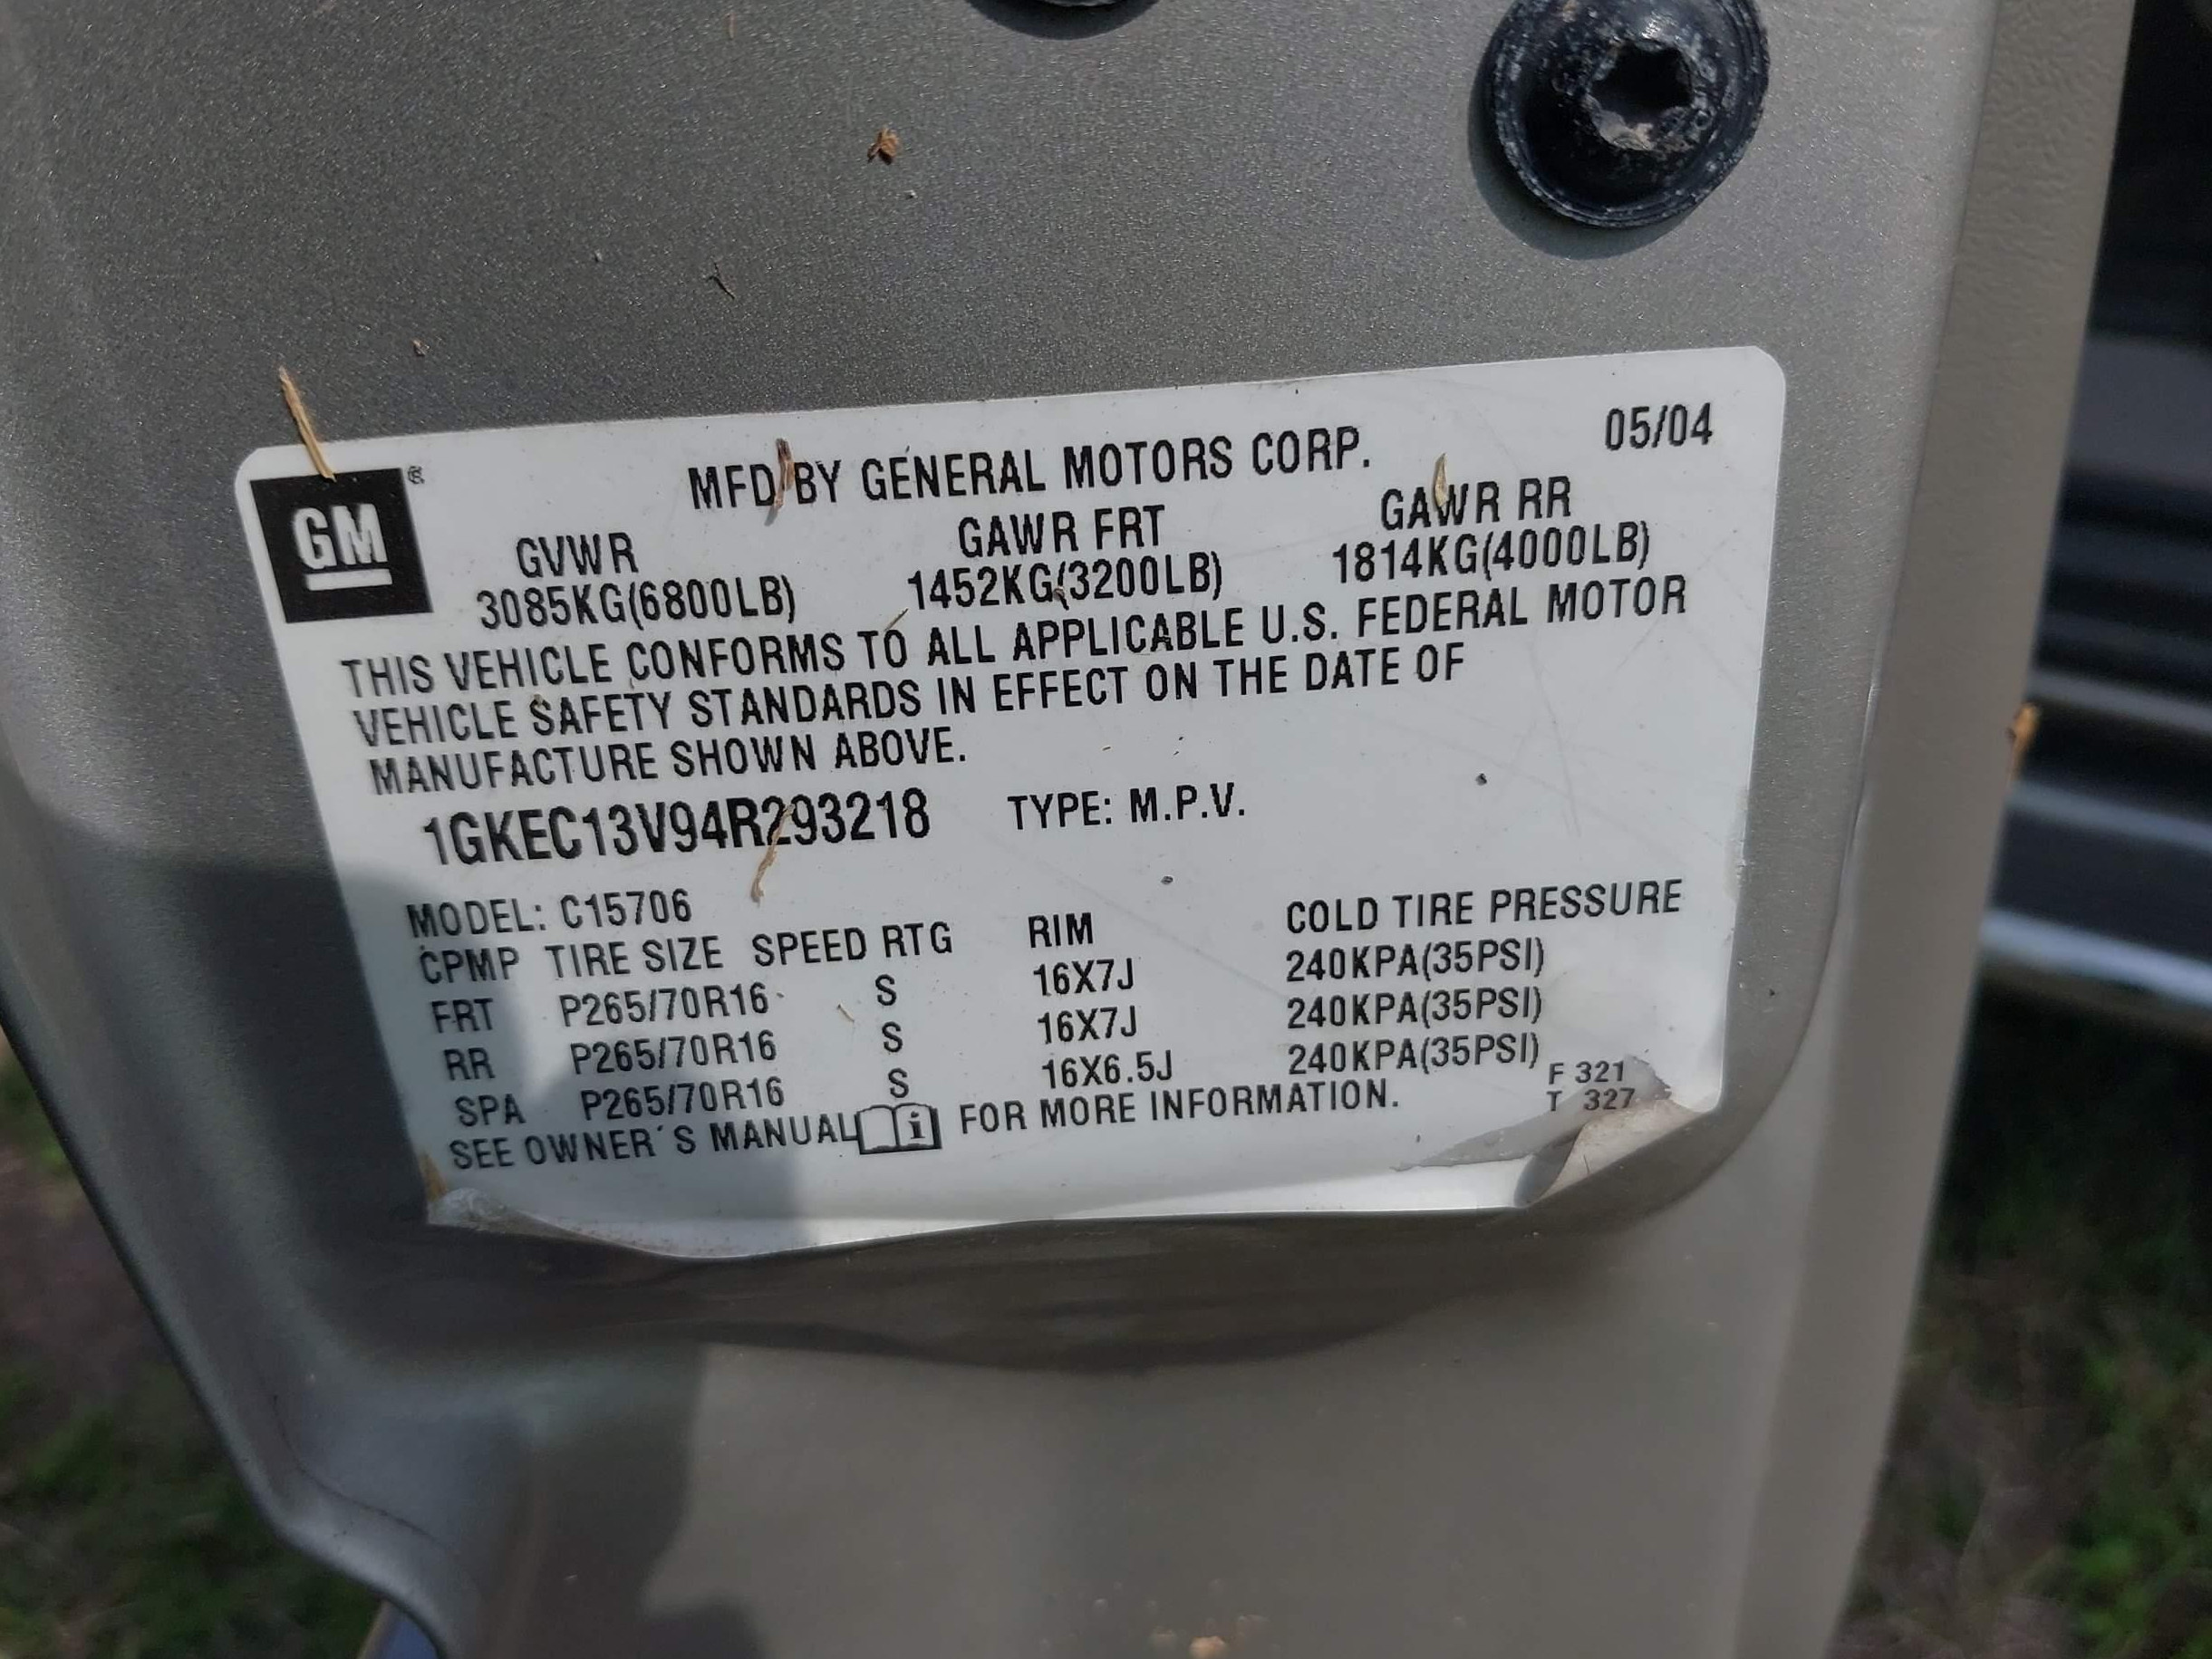 MFD BY GENERAL MOTORS CORP. 05/04
GM ®
GVWR GAWR FRT GAWR RR
3085KG(6800LB) 1452KG(3200LB) 1814KG(4000LB)
THIS VEHICLE CONFORMS TO ALL APPLICABLE U.S. FEDERAL MOTOR
VEHICLE SAFETY STANDARDS IN EFFECT ON THE DATE OF
MANUFACTURE SHOWN ABOVE.
1GKEC13V94R293218 TYPE: M.P.V.
MODEL: C15706
CPMP TIRE SIZE SPEED RTG RIM COLD TIRE PRESSURE
FRT P265/70R16 S 16X7J 240KPA(35PSI)
RR P265/70R16 S 16X7J 240KPA(35PSI)
SPA P265/70R16 S 16X6.5J 240KPA(35PSI)
SEE OWNER'S MANUAL FOR MORE INFORMATION.
F 321
T 327